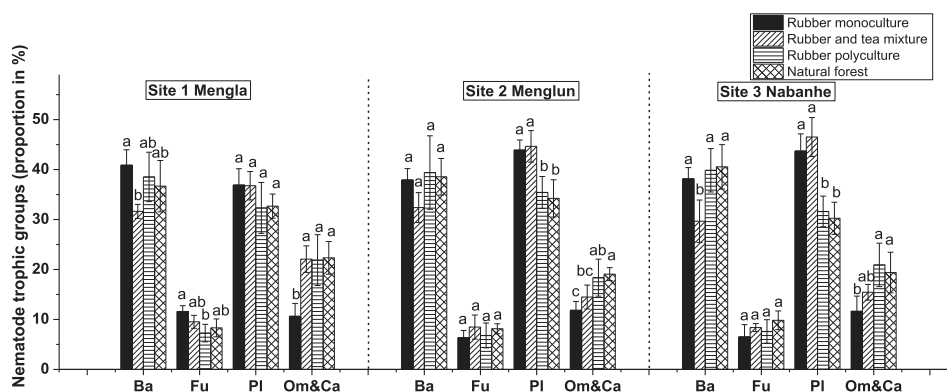 Rubber monoculture
Rubber and tea mixture
Rubber polyculture
Natural forest
Site 1 Mengla
Site 2 Menglun
Site 3 Nabanhe
Nematode trophic groups (proportion in %)
50
40
30
20
10
0
a b ab ab
a ab b ab
a a a a
b a a a
a a a a
a a a a
a a b b
c bc ab a
a b a a
a a a a
a a b b
b ab a a
Ba Fu Pl Om&Ca Ba Fu Pl Om&Ca Ba Fu Pl Om&Ca